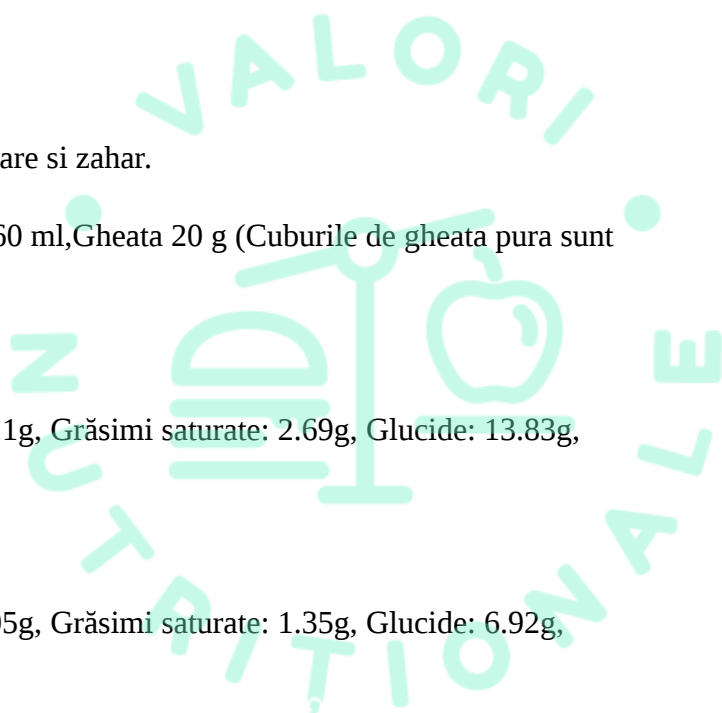 VALORI
are si zahar.
60 ml,Gheata 20 g (Cuburile de gheata pura sunt
1g, Grăsimi saturate: 2.69g, Glucide: 13.83g,
5g, Grăsimi saturate: 1.35g, Glucide: 6.92g,
NUTRITIONALE